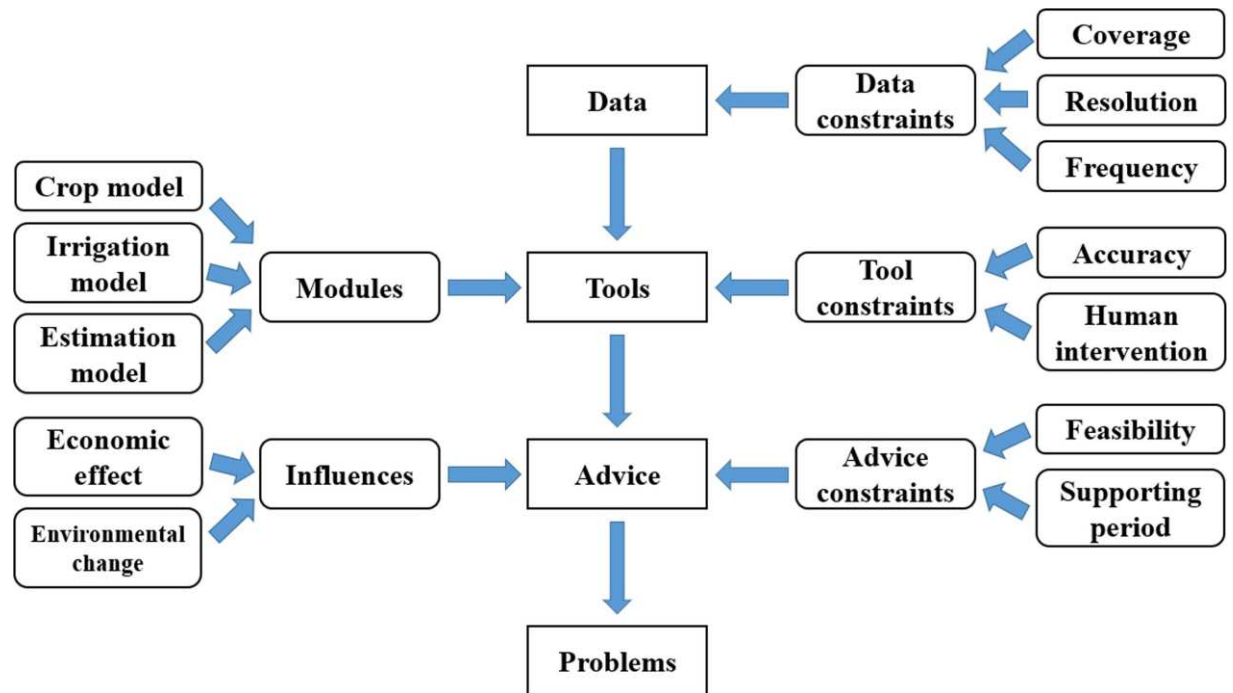 Coverage
Data
Data
constraints
Resolution
Frequency
Crop model
Irrigation
model
Estimation
model
Modules
Tools
Tool
constraints
Accuracy
Human
intervention
Economic
effect
Environmental
change
Influences
Advice
Advice
constraints
Feasibility
Supporting
period
Problems